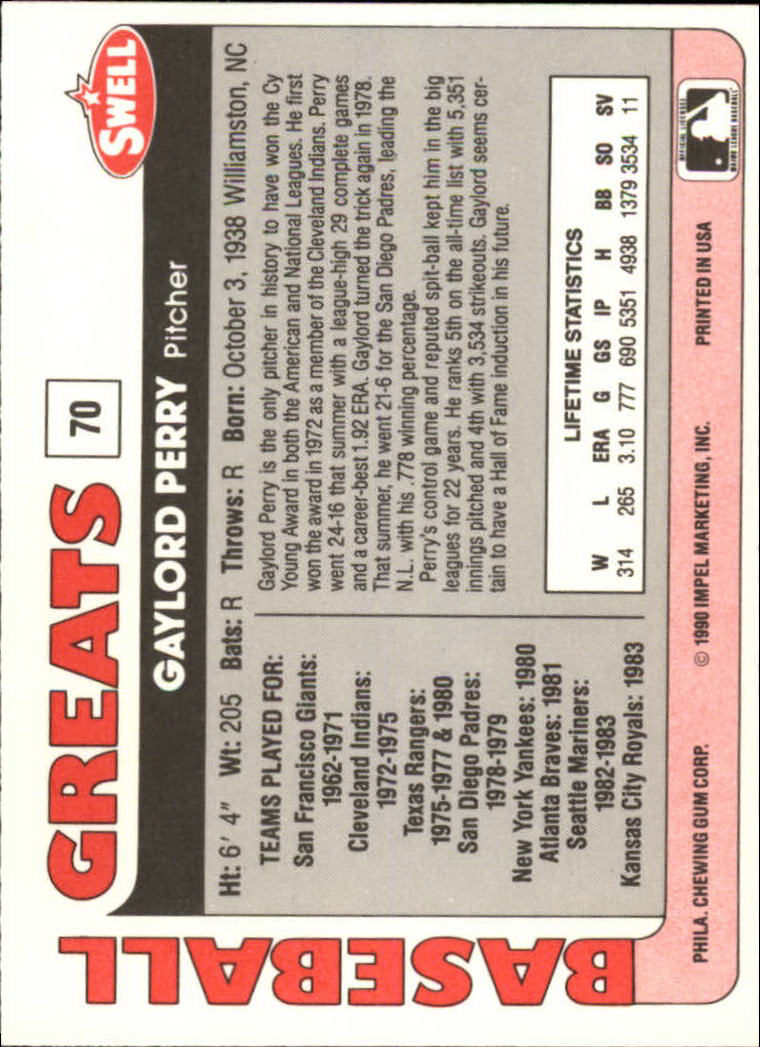 BASEBALL
GREATS
70
SWELL
GAYLORD PERRY Pitcher
Ht: 6' 4" Wt: 205 Bats: R Throws: R Born: October 3, 1938 Williamston, NC
TEAMS PLAYED FOR:
San Francisco Giants:
1962-1971
Cleveland Indians:
1972-1975
Texas Rangers:
1975-1977 & 1980
San Diego Padres:
1978-1979
New York Yankees: 1980
Atlanta Braves: 1981
Seattle Mariners:
1982-1983
Kansas City Royals: 1983
Gaylord Perry is the only pitcher in history to have won the Cy
Young Award in both the American and National Leagues. He first
won the award in 1972 as a member of the Cleveland Indians. Perry
went 24-16 that summer with a league-high 29 complete games
and a career-best 1.92 ERA. Gaylord turned the trick again in 1978.
That summer, he went 21-6 for the San Diego Padres, leading the
N.L. with his .778 winning percentage.
Perry's control game and reputed spit-ball kept him in the big
leagues for 22 years. He ranks 5th on the all-time list with 5,351
innings pitched and 4th with 3,534 strikeouts. Gaylord seems cer-
tain to have a Hall of Fame induction in his future.
LIFETIME STATISTICS
W L ERA G GS IP H BB SO SV
314 265 3.10 777 690 5351 4938 1379 3534 11
PHILA. CHEWING GUM CORP. © 1990 IMPEL MARKETING, INC. PRINTED IN USA
OFFICIAL LICENSEE
MAJOR LEAGUE BASEBALL